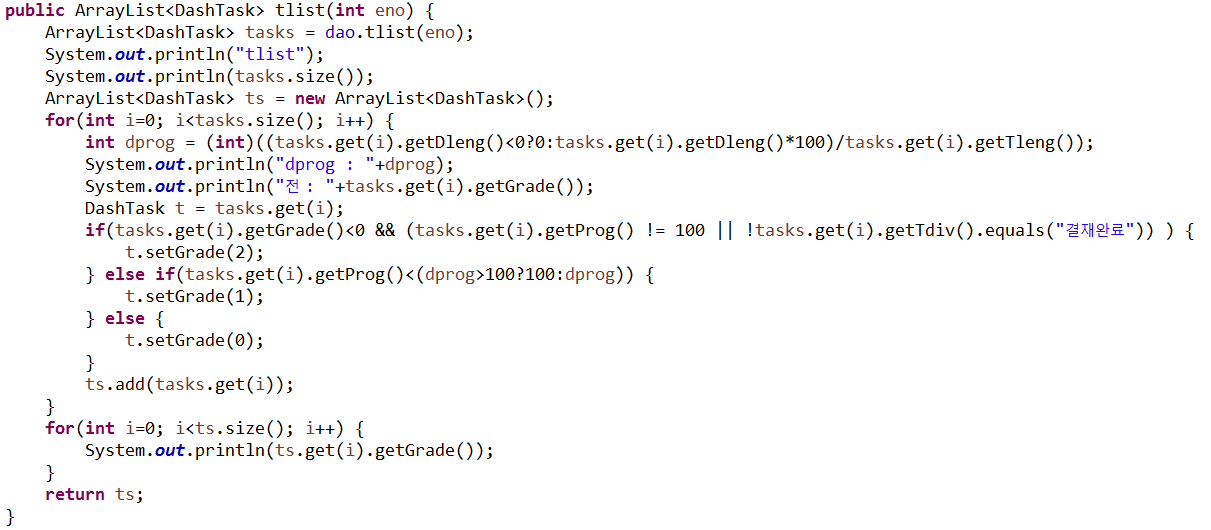 public ArrayList<DashTask> tlist(int eno) {
    ArrayList<DashTask> tasks = dao.tlist(eno);
    System.out.println("tlist");
    System.out.println(tasks.size());
    ArrayList<DashTask> ts = new ArrayList<DashTask>();
    for(int i=0; i<tasks.size(); i++) {
        int dprog = (int)((tasks.get(i).getDleng()<0?0:tasks.get(i).getDleng()*100)/tasks.get(i).getTleng());
        System.out.println("dprog : "+dprog);
        System.out.println("전 : "+tasks.get(i).getGrade());
        DashTask t = tasks.get(i);
        if(tasks.get(i).getGrade()<0 && (tasks.get(i).getProg() != 100 || !tasks.get(i).getTdiv().equals("결재완료")) ) {
            t.setGrade(2);
        } else if(tasks.get(i).getProg()<(dprog>100?100:dprog)) {
            t.setGrade(1);
        } else {
            t.setGrade(0);
        }
        ts.add(tasks.get(i));
    }
    for(int i=0; i<ts.size(); i++) {
        System.out.println(ts.get(i).getGrade());
    }
    return ts;
}